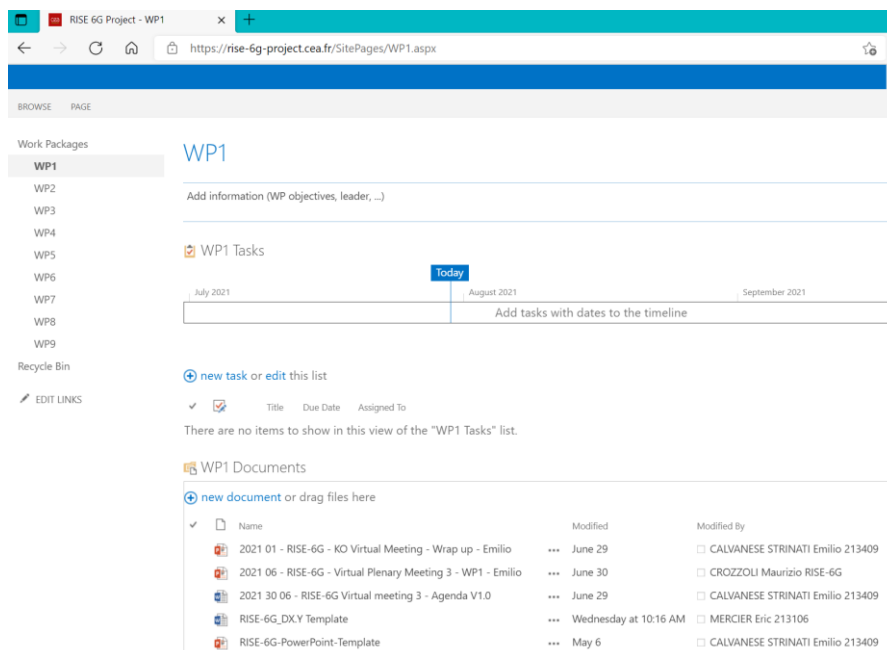 RISE 6G Project - WP1
https://rise-6g-project.cea.fr/SitePages/WP1.aspx
BROWSE PAGE
Work Packages
WP1
WP2
WP3
WP4
WP5
WP6
WP7
WP8
WP9
Recycle Bin
EDIT LINKS
WP1
Add information (WP objectives, leader, ...)
WP1 Tasks
Today
July 2021 August 2021 September 2021
Add tasks with dates to the timeline
new task or edit this list
Title Due Date Assigned To
There are no items to show in this view of the "WP1 Tasks" list.
WP1 Documents
new document or drag files here
Name Modified Modified By
2021 01 - RISE-6G - KO Virtual Meeting - Wrap up - Emilio ... June 29 CALVANESE STRINATI Emilio 213409
2021 06 - RISE-6G - Virtual Plenary Meeting 3 - WP1 - Emilio ... June 30 CROZZOLI Maurizio RISE-6G
2021 30 06 - RISE-6G Virtual meeting 3 - Agenda V1.0 ... June 29 CALVANESE STRINATI Emilio 213409
RISE-6G_DX.Y Template ... Wednesday at 10:16 AM MERCIER Eric 213106
RISE-6G-PowerPoint-Template ... May 6 CALVANESE STRINATI Emilio 213409